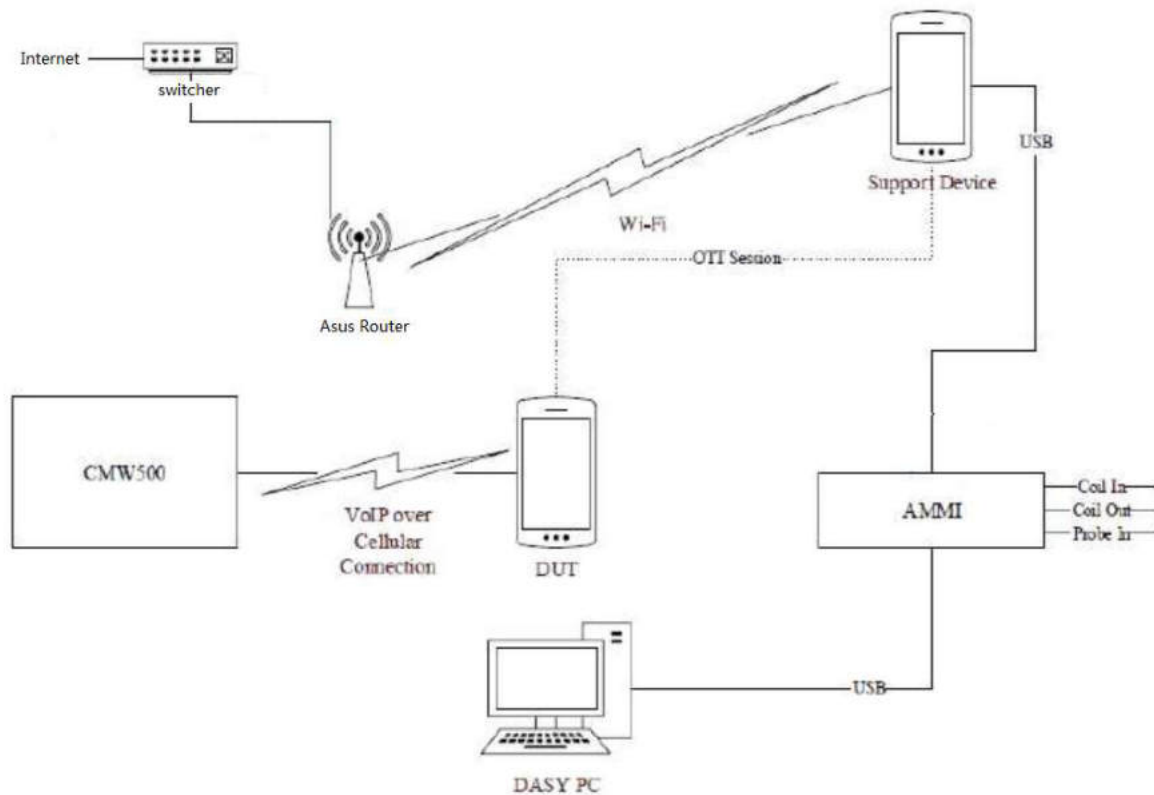 Internet
switcher
USB
Support Device
Wi-Fi
OTT Session
Asus Router
CMW500
VoIP over
Cellular
Connection
DUT
AMMI
Coil In
Coil Out
Probe In
USB
DASY PC